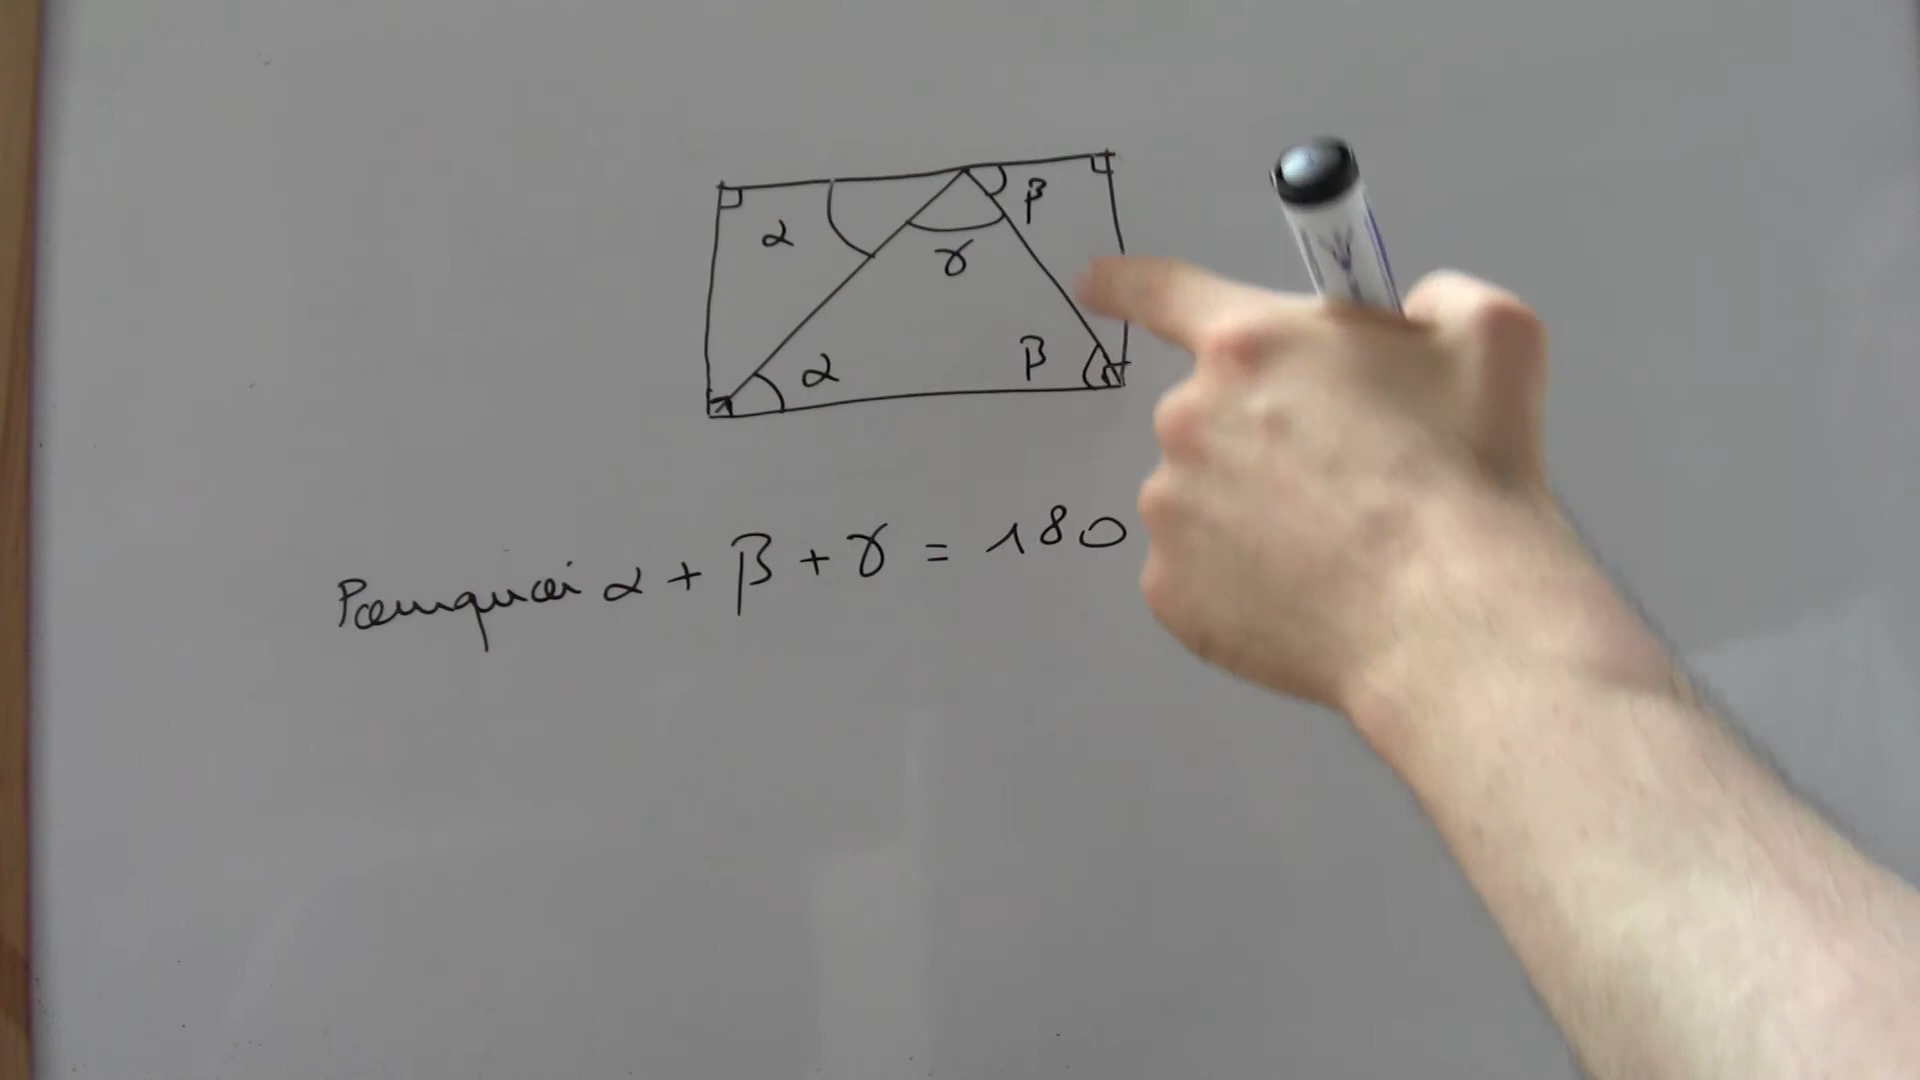 β
α
γ
β
α
Pourquoi α + β + γ = 180